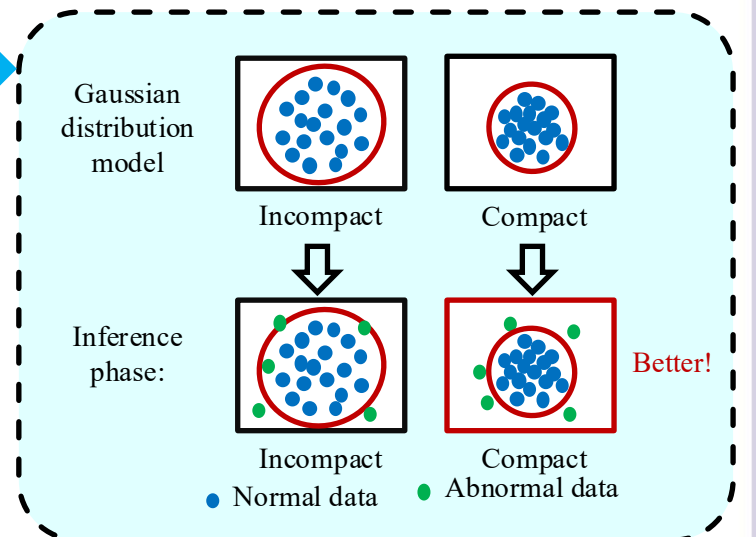 Gaussian
distribution
model
Incompact
Compact
Inference
phase:
Better!
Incompact
Compact
Normal data
Abnormal data